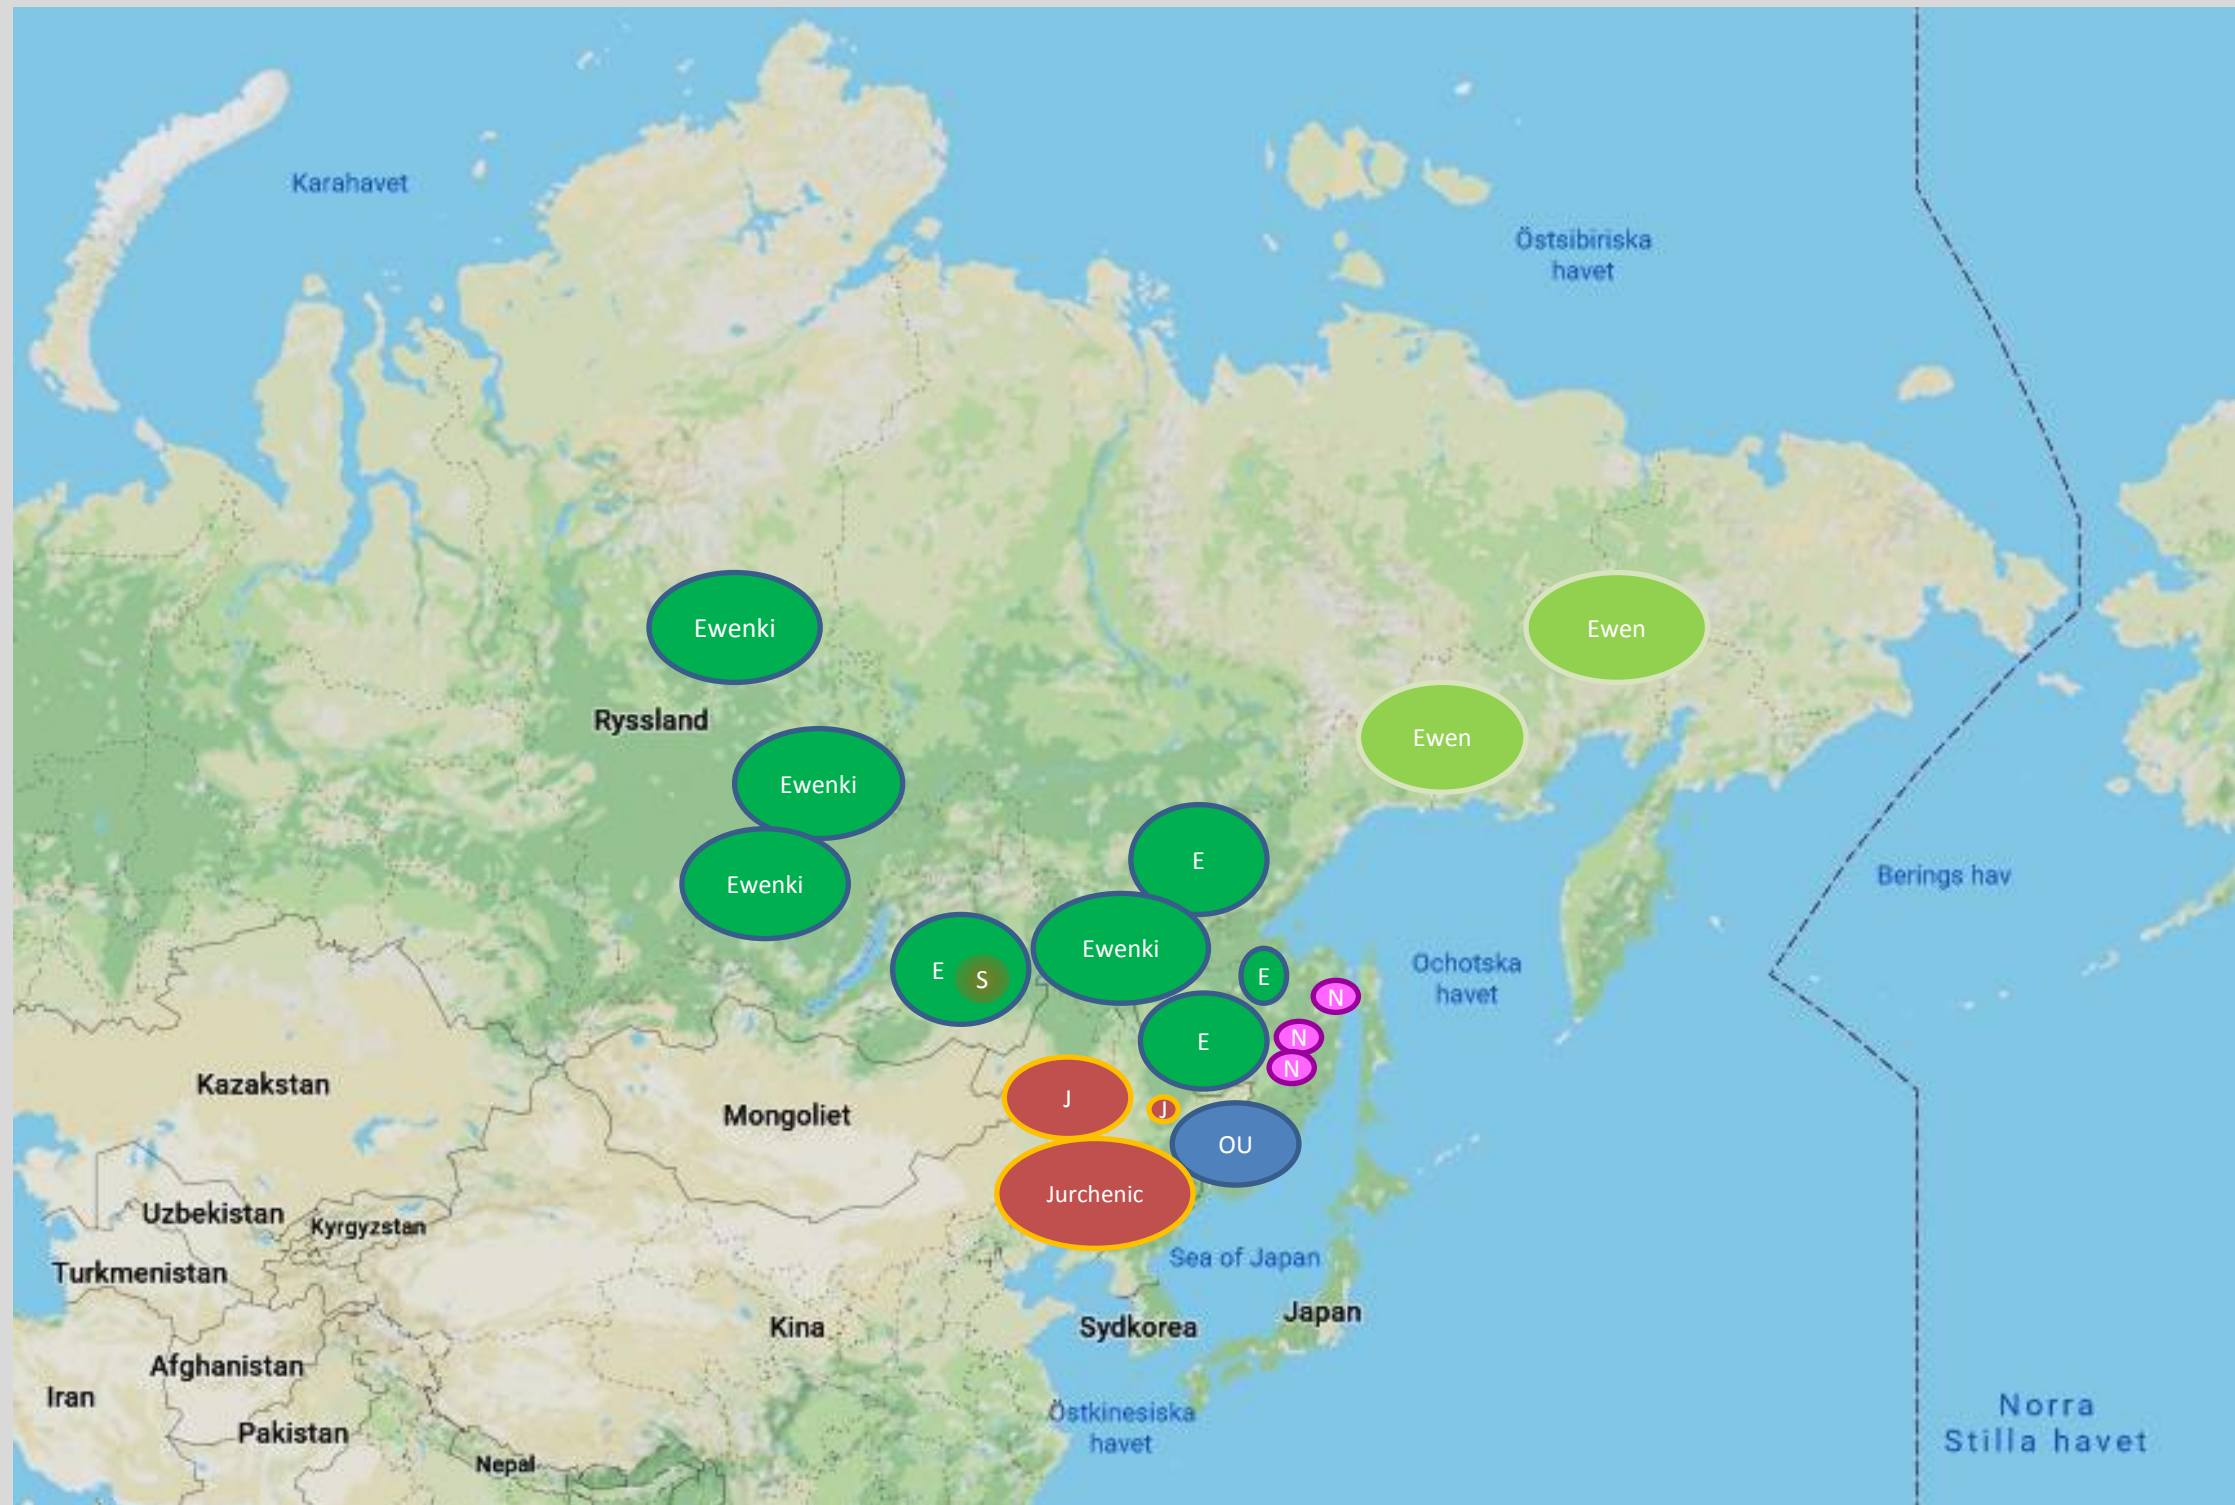 Karahavet
Östsibiriska
havet
Ewenki
Ewen
Ryssland
Ewen
Ewenki
E
Berings hav
Ewenki
Ewenki
Ochotska
havet
E
S
E
N
N
E
N
Kazakstan
Mongoliet
J
J
OU
Jurchenic
Uzbekistan
Kyrgyzstan
Sea of Japan
Turkmenistan
Japan
Kina
Sydkorea
Afghanistan
Iran
Norra
Stilla havet
Östkinesiska
havet
Pakistan
Nepal